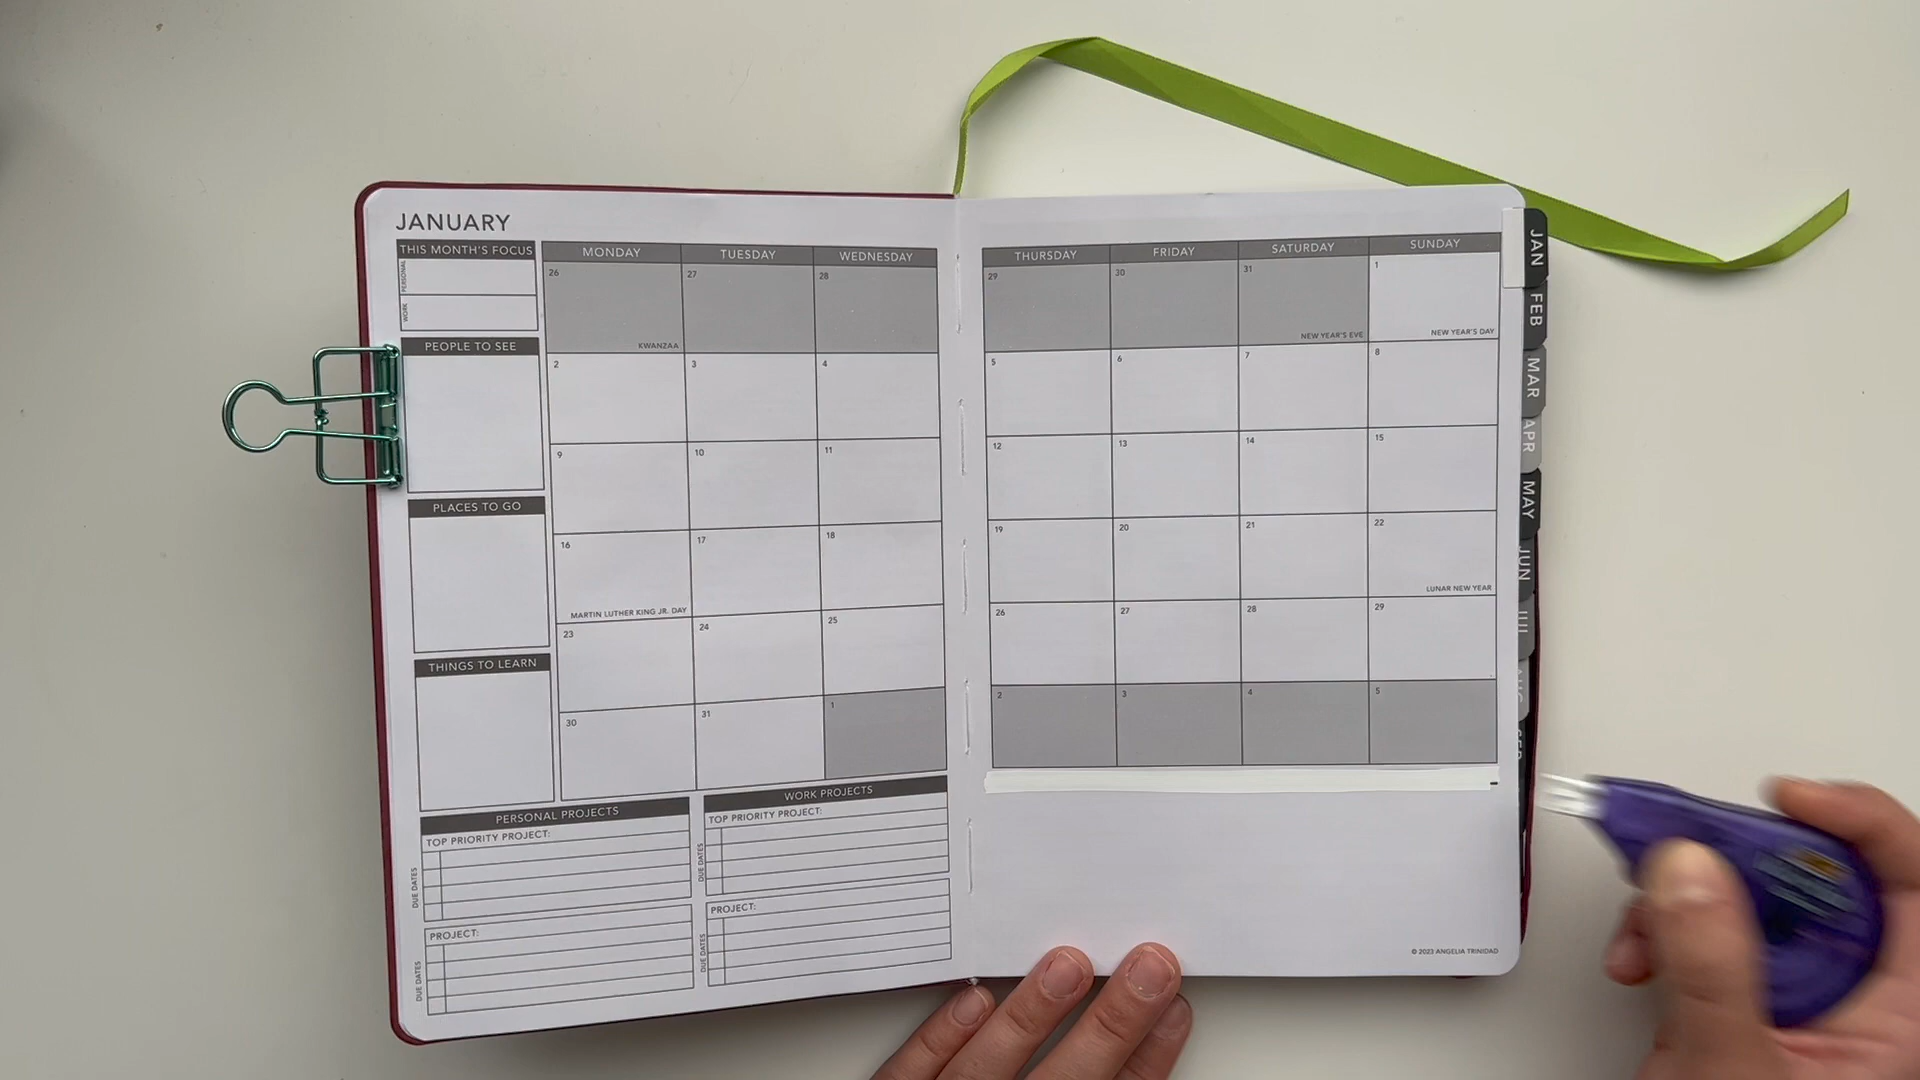 JANUARY
THIS MONTH'S FOCUS
PERSONAL
WORK
PEOPLE TO SEE
PLACES TO GO
THINGS TO LEARN
MONDAY TUESDAY WEDNESDAY
26 27 28
KWANZAA
2 3 4
9 10 11
16 17 18
MARTIN LUTHER KING JR. DAY
23 24 25
30 31 1
PERSONAL PROJECTS
TOP PRIORITY PROJECT:
DUE DATES
PROJECT:
DUE DATES
WORK PROJECTS
TOP PRIORITY PROJECT:
DUE DATES
PROJECT:
DUE DATES
THURSDAY FRIDAY SATURDAY SUNDAY
29 30 31 1
NEW YEAR'S EVE NEW YEAR'S DAY
5 6 7 8
12 13 14 15
19 20 21 22
LUNAR NEW YEAR
26 27 28 29
2 3 4 5
© 2023 ANGELIA TRINIDAD
JAN
FEB
MAR
APR
MAY
JUN
JUL
AUG
SEP